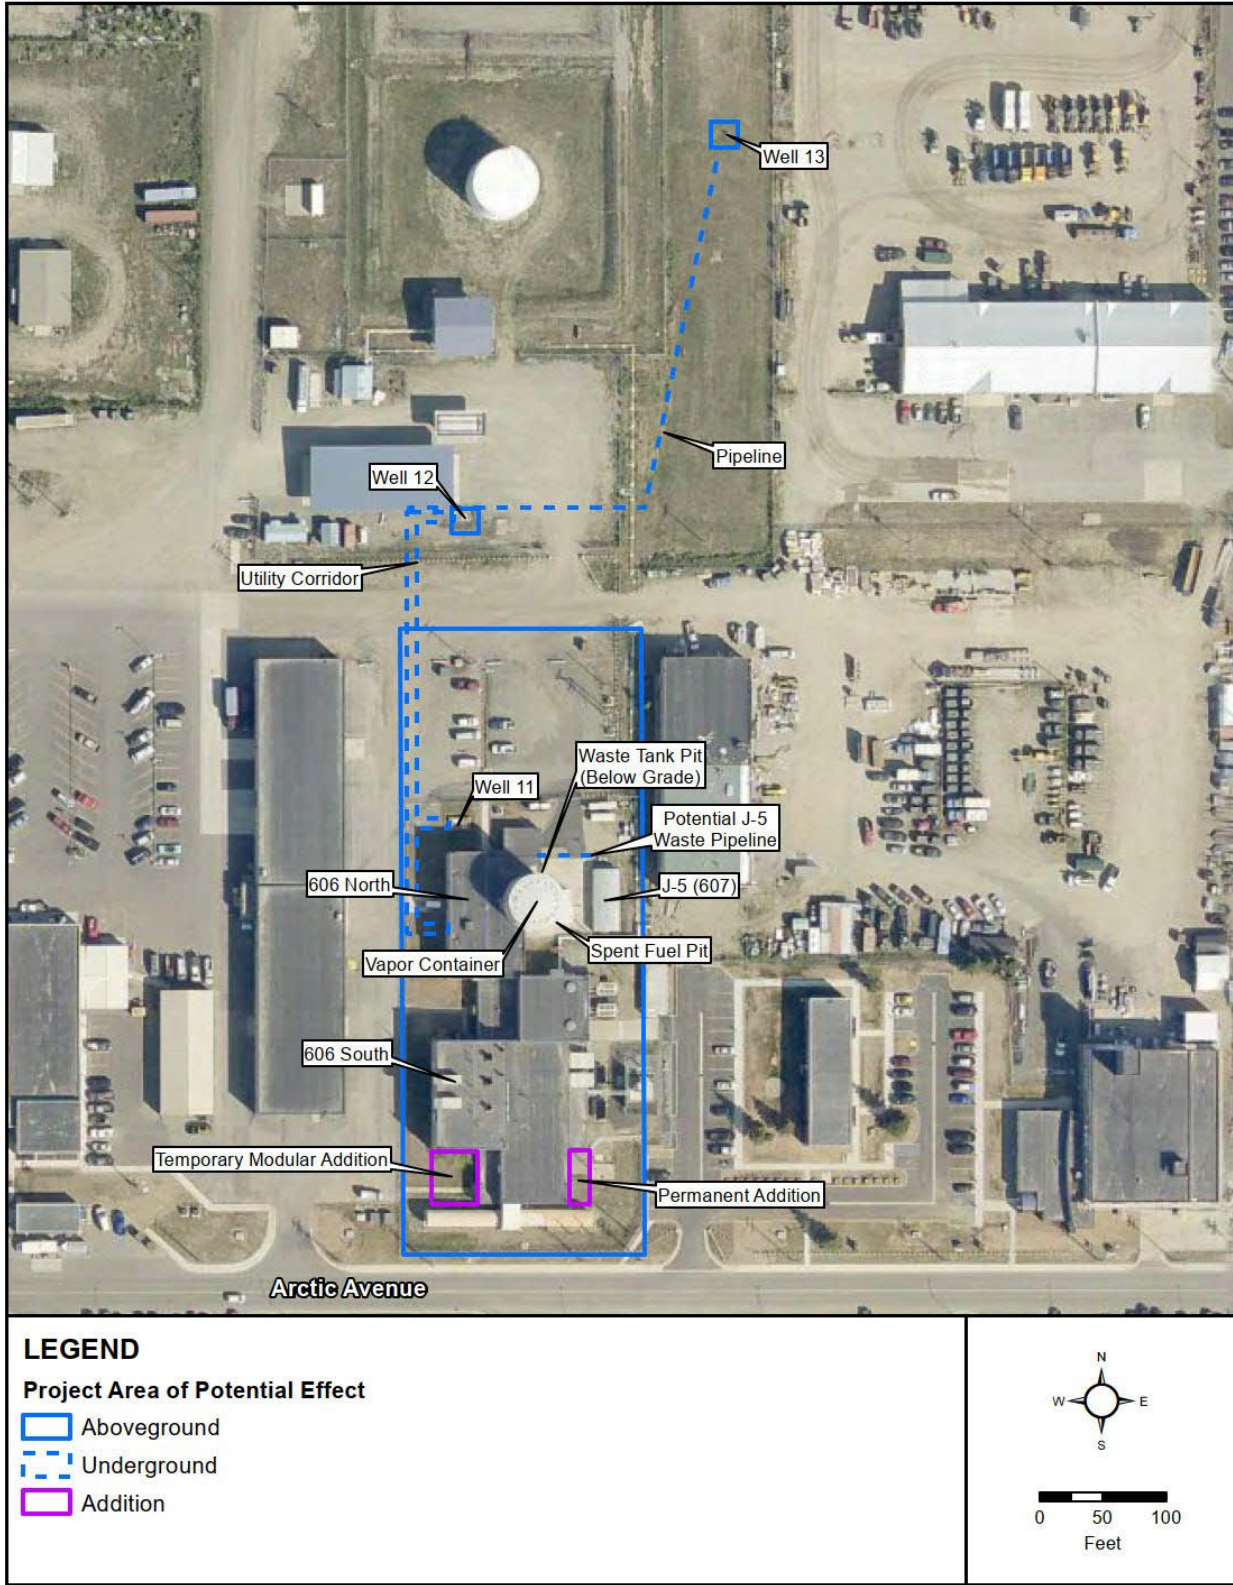 Well 13
Pipeline
Well 12
Utility Corridor
Waste Tank Pit
(Below Grade)
Well 11
Potential J-5
Waste Pipeline
606 North
J-5 (607)
Spent Fuel Pit
Vapor Container
606 South
Temporary Modular Addition
Permanent Addition
Arctic Avenue
LEGEND
Project Area of Potential Effect
Aboveground
Underground
Addition
N
W
E
S
0 50 100
Feet